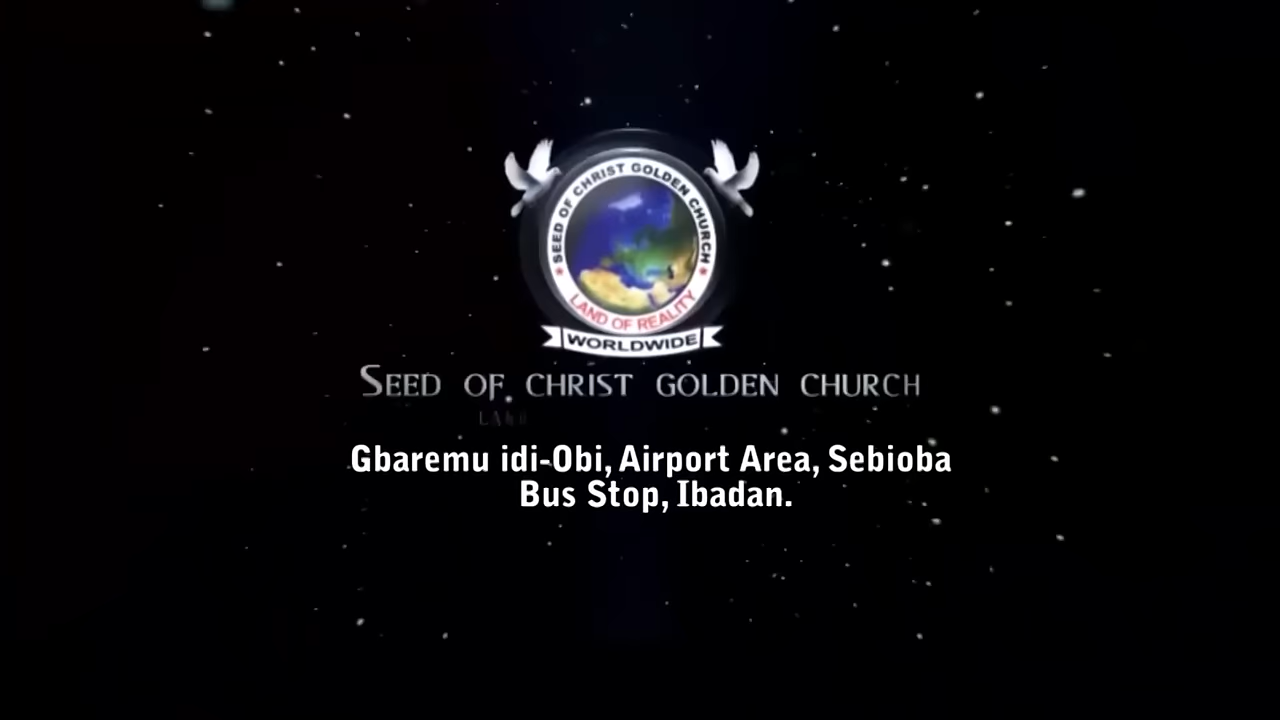 SEED OF CHRIST GOLDEN CHURCH
LAND OF REALITY
WORLDWIDE
SEED OF CHRIST GOLDEN CHURCH
Gbaremu idi-Obi, Airport Area, Sebioba
Bus Stop, Ibadan.